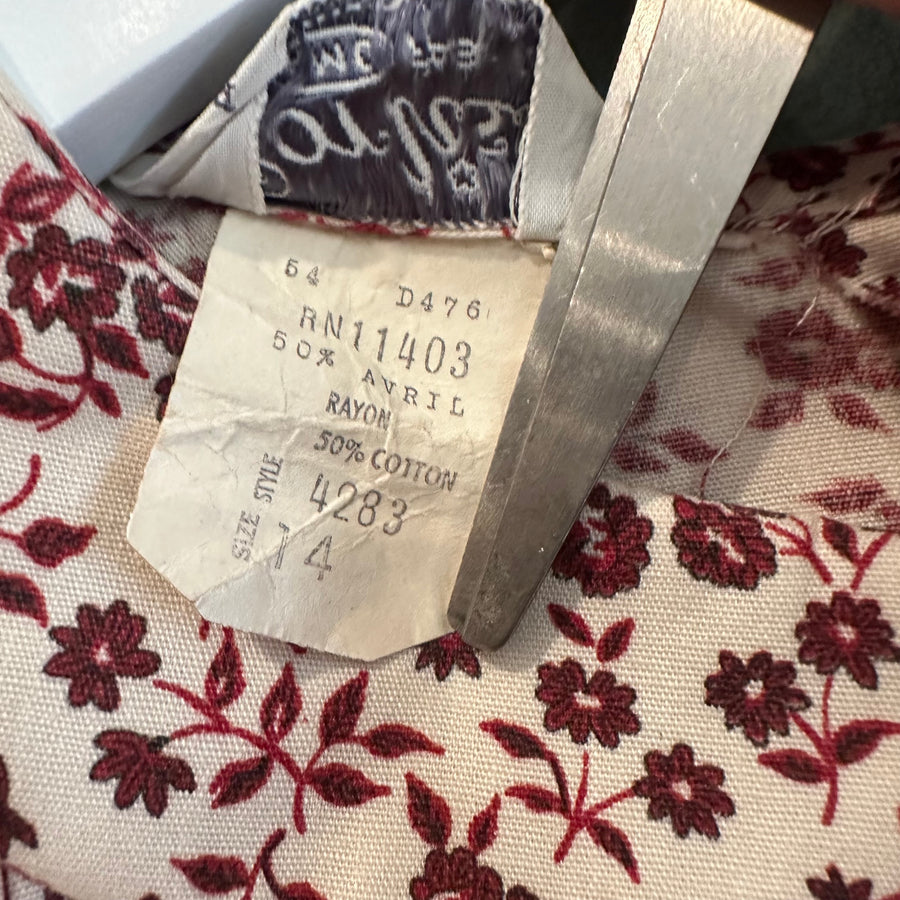 54 D476
RN11403
50% AVRIL
RAYON
50% COTTON
STYLE 4283
SIZE 14